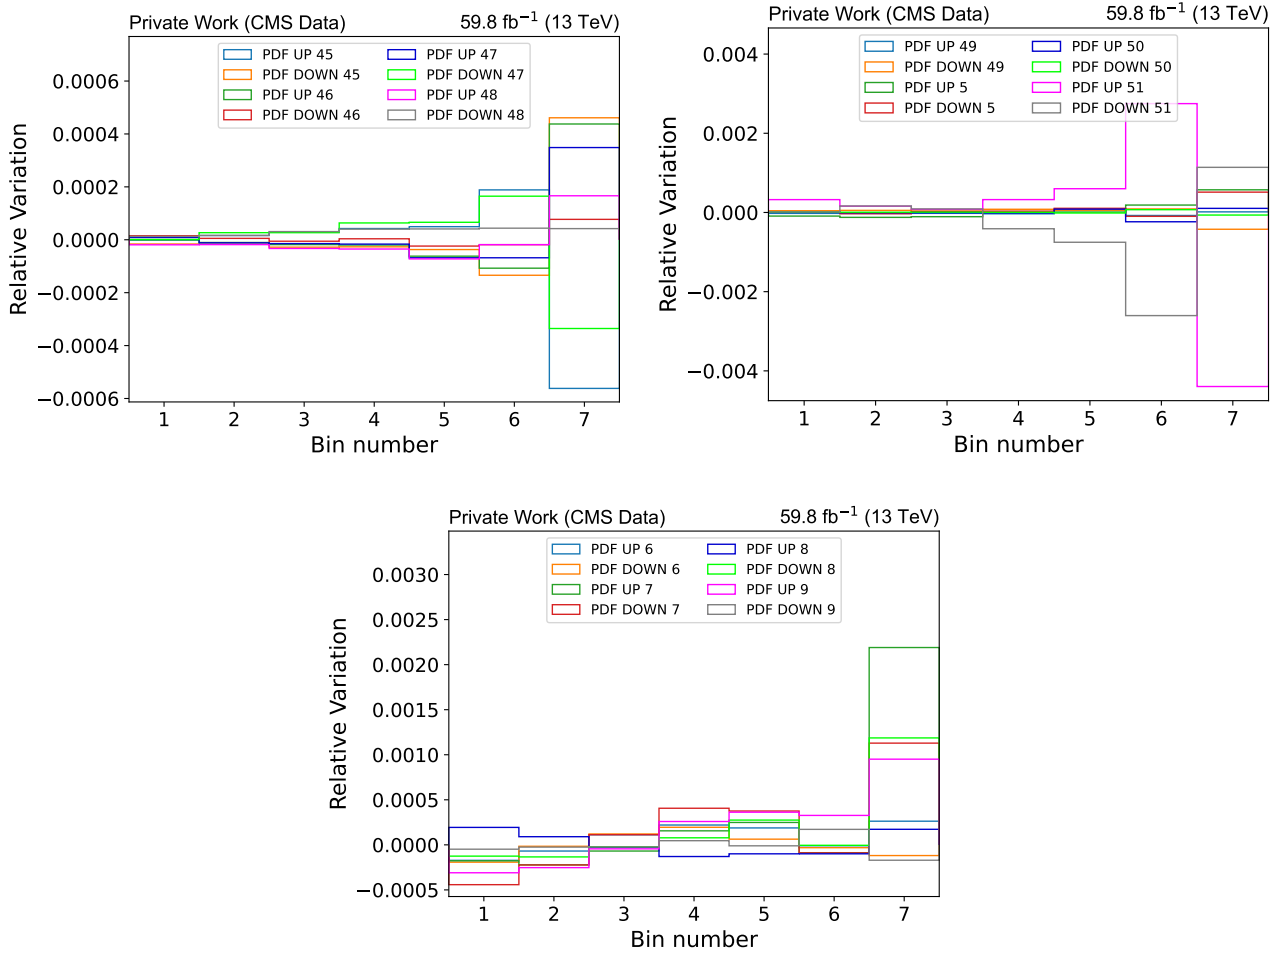 Private Work (CMS Data) 59.8 fb⁻¹ (13 TeV)
PDF UP 45 PDF UP 47
PDF DOWN 45 PDF DOWN 47
PDF UP 46 PDF UP 48
PDF DOWN 46 PDF DOWN 48
Relative Variation
0.0006
0.0004
0.0002
0.0000
−0.0002
−0.0004
−0.0006
1 2 3 4 5 6 7
Bin number
Private Work (CMS Data) 59.8 fb⁻¹ (13 TeV)
PDF UP 49 PDF UP 50
PDF DOWN 49 PDF DOWN 50
PDF UP 5 PDF UP 51
PDF DOWN 5 PDF DOWN 51
Relative Variation
0.004
0.002
0.000
−0.002
−0.004
1 2 3 4 5 6 7
Bin number
Private Work (CMS Data) 59.8 fb⁻¹ (13 TeV)
PDF UP 6 PDF UP 8
PDF DOWN 6 PDF DOWN 8
PDF UP 7 PDF UP 9
PDF DOWN 7 PDF DOWN 9
Relative Variation
0.0030
0.0025
0.0020
0.0015
0.0010
0.0005
0.0000
−0.0005
1 2 3 4 5 6 7
Bin number